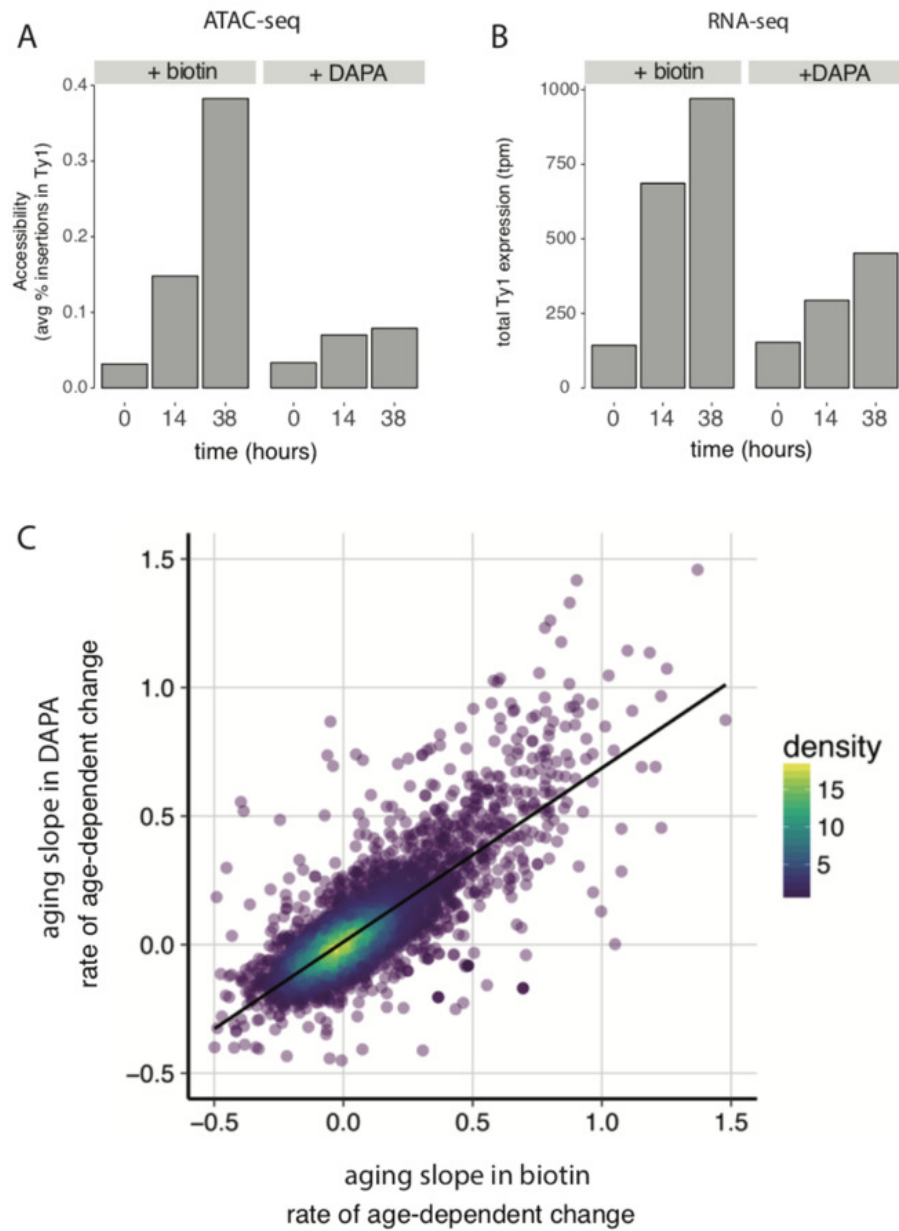 A
ATAC-seq
+ biotin
+ DAPA
Accessibility
(avg % insertions in Ty1)
0.4
0.3
0.2
0.1
0.0
0 14 38 0 14 38
time (hours)
B
RNA-seq
+ biotin
+DAPA
total Ty1 expression (tpm)
1000
750
500
250
0
0 14 38 0 14 38
time (hours)
C
aging slope in DAPA
rate of age-dependent change
1.5
1.0
0.5
0.0
−0.5
−0.5 0.0 0.5 1.0 1.5
aging slope in biotin
rate of age-dependent change
density
15
10
5